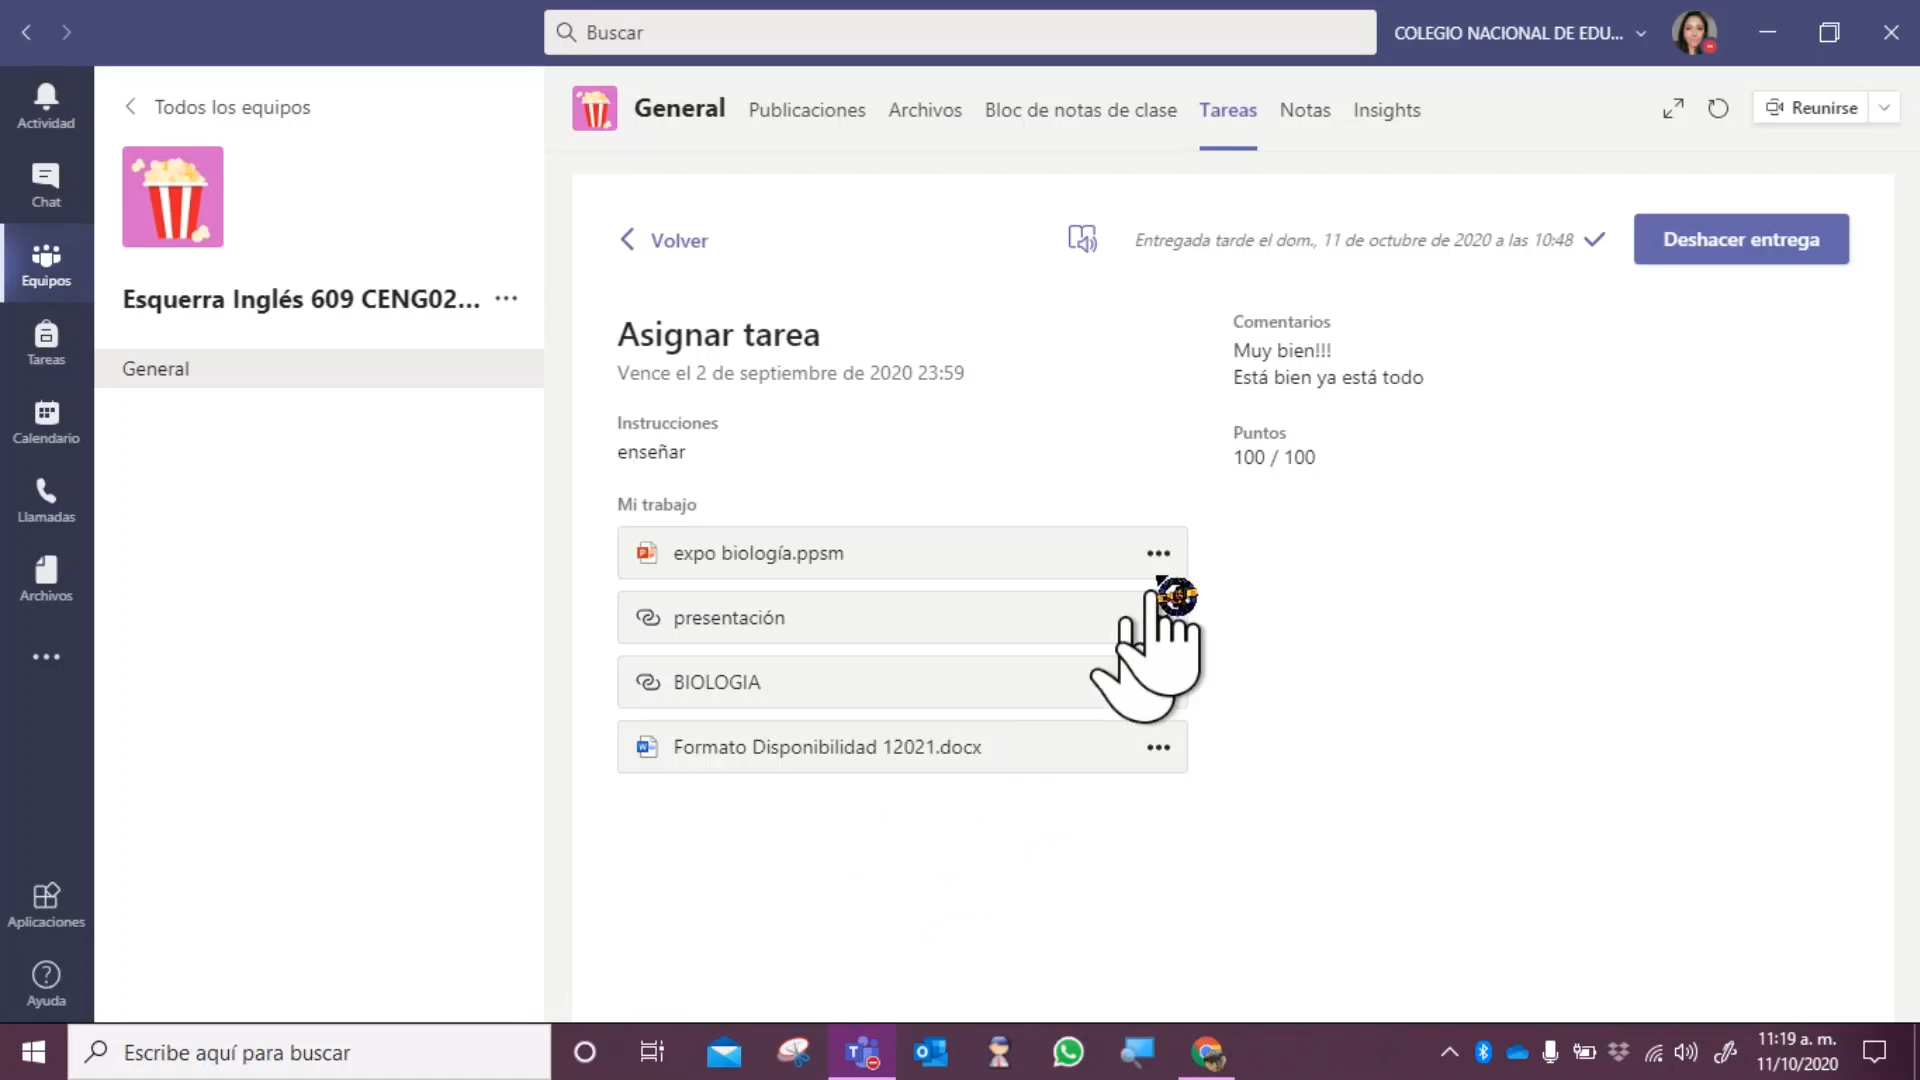 Buscar
COLEGIO NACIONAL DE EDU...
Actividad
Chat
Equipos
Tareas
Calendario
Llamadas
Archivos
Aplicaciones
Ayuda
Todos los equipos
Esquerra Inglés 609 CENG02...
General
General
Publicaciones
Archivos
Bloc de notas de clase
Tareas
Notas
Insights
Reunirse
Volver
Entregada tarde el dom., 11 de octubre de 2020 a las 10:48
Deshacer entrega
Asignar tarea
Vence el 2 de septiembre de 2020 23:59
Instrucciones
enseñar
Mi trabajo
expo biología.ppsm
presentación
BIOLOGIA
Formato Disponibilidad 12021.docx
Comentarios
Muy bien!!!
Está bien ya está todo
Puntos
100 / 100
Escribe aquí para buscar
11:19 a. m.
11/10/2020